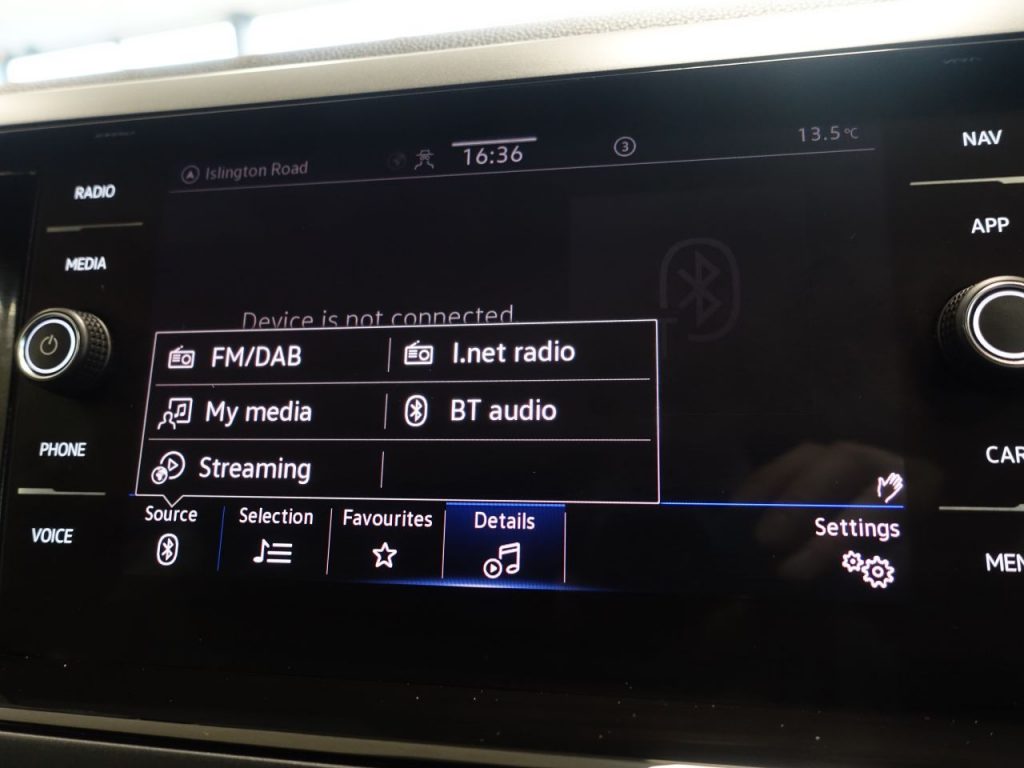 Islington Road
16:36
3
13.5°C
RADIO
MEDIA
PHONE
VOICE
Device is not connected
FM/DAB
I.net radio
My media
BT audio
Streaming
Source
Selection
Favourites
Details
Settings
NAV
APP
CAR
MEN